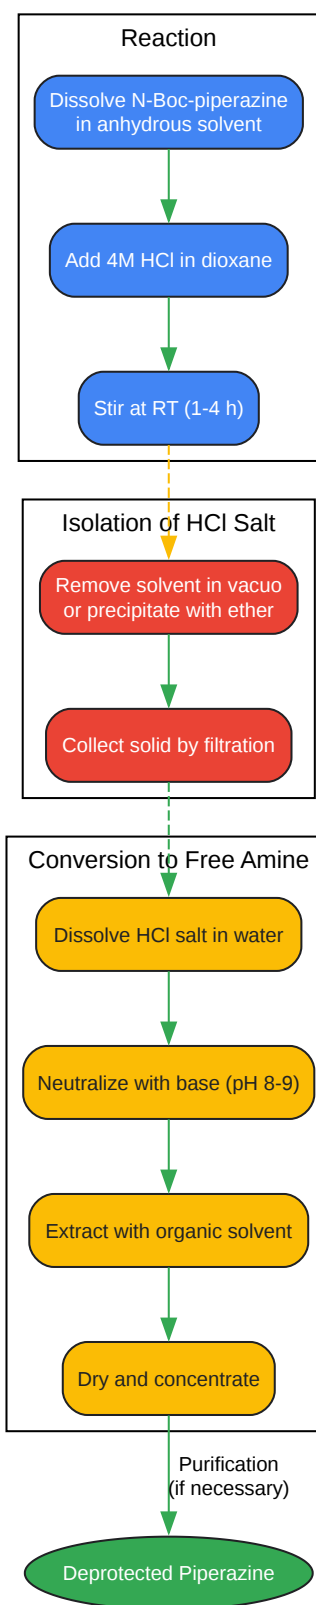 Reaction
Dissolve N-Boc-piperazine
in anhydrous solvent
Add 4M HCl in dioxane
Stir at RT (1-4 h)
Isolation of HCl Salt
Remove solvent in vacuo
or precipitate with ether
Collect solid by filtration
Conversion to Free Amine
Dissolve HCl salt in water
Neutralize with base (pH 8-9)
Extract with organic solvent
Dry and concentrate
Purification
(if necessary)
Deprotected Piperazine